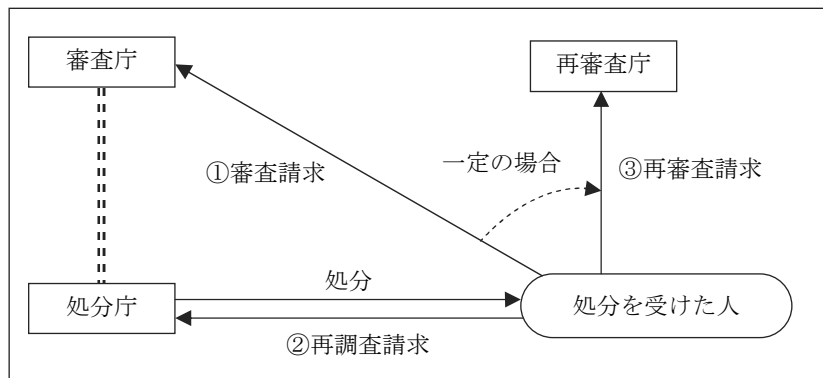 審査庁
再審査庁
一定の場合
①審査請求
③再審査請求
処分
処分庁
処分を受けた人
②再調査請求